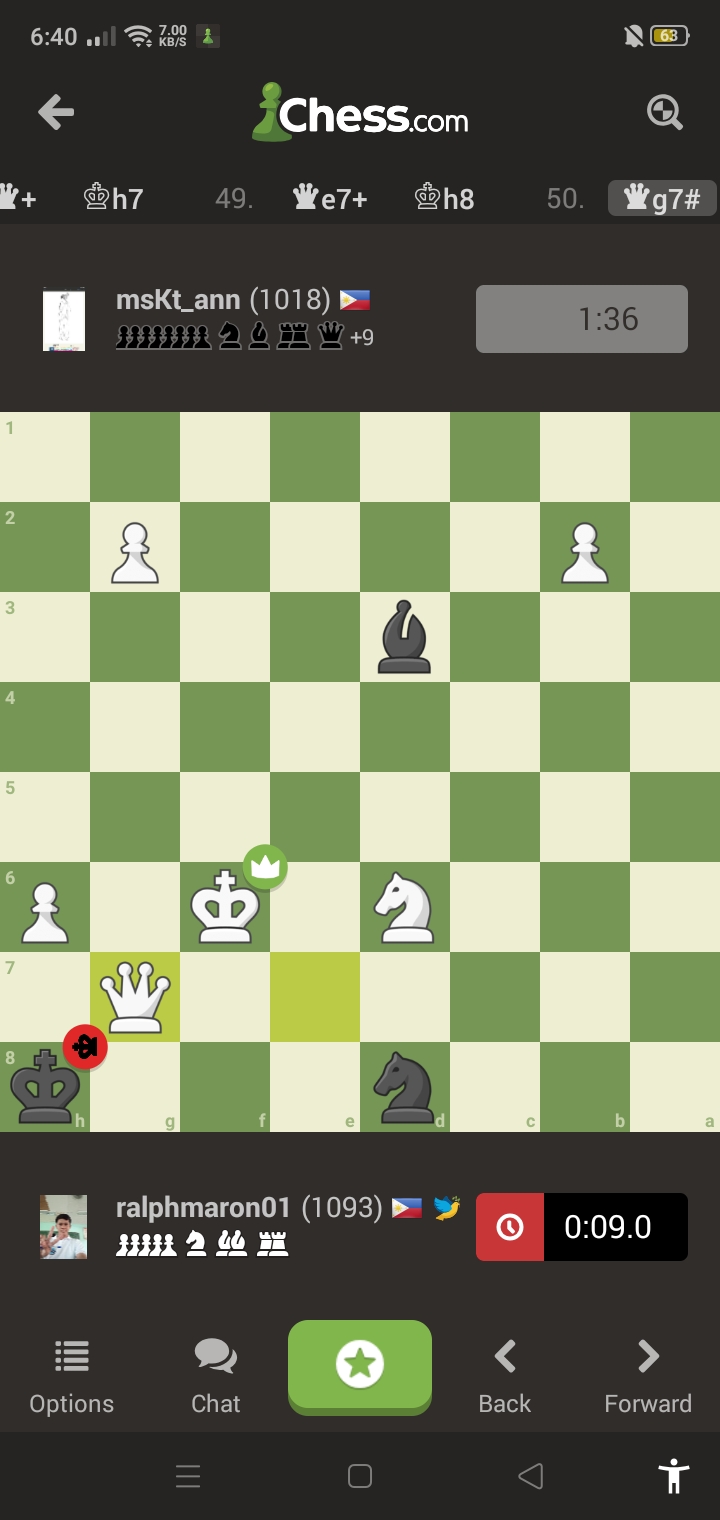 6:40 7.00 KB/S 63
Chess.com
+ h7 49. e7+ h8 50. g7#
msKt_ann (1018)
+9
1:36
1
2
3
4
5
6
7
8
h g f e d c b a
ralphmaron01 (1093)
0:09.0
Options Chat Back Forward